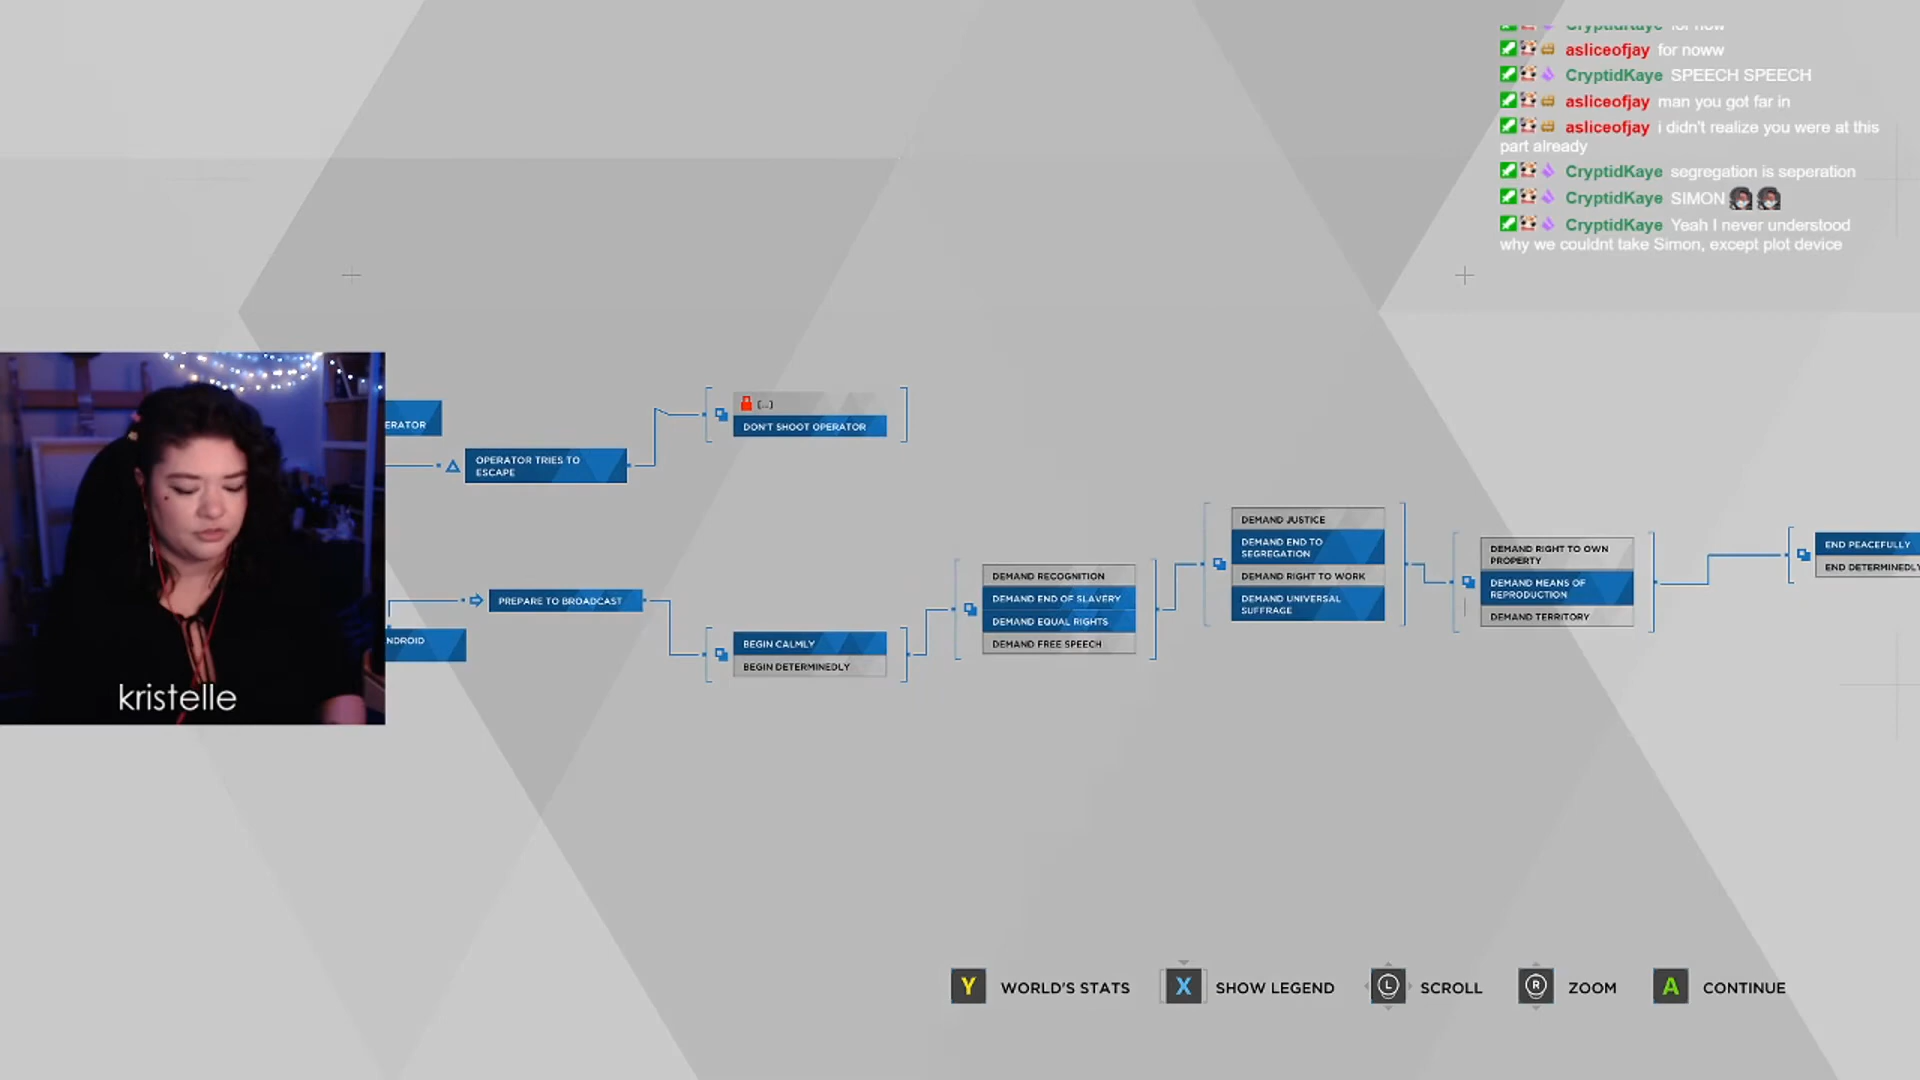 CryptidKaye for now
asliceofjay for noww
CryptidKaye SPEECH SPEECH
asliceofjay man you got far in
asliceofjay i didn't realize you were at this
part already
CryptidKaye segregation is seperation
CryptidKaye SIMON
CryptidKaye Yeah I never understood
why we couldnt take Simon, except plot device
ERATOR
OPERATOR TRIES TO
ESCAPE
(...)
DON'T SHOOT OPERATOR
NDROID
PREPARE TO BROADCAST
BEGIN CALMLY
BEGIN DETERMINEDLY
DEMAND RECOGNITION
DEMAND END OF SLAVERY
DEMAND EQUAL RIGHTS
DEMAND FREE SPEECH
DEMAND JUSTICE
DEMAND END TO
SEGREGATION
DEMAND RIGHT TO WORK
DEMAND UNIVERSAL
SUFFRAGE
DEMAND RIGHT TO OWN
PROPERTY
DEMAND MEANS OF
REPRODUCTION
DEMAND TERRITORY
END PEACEFULLY
END DETERMINEDLY
kristelle
Y WORLD'S STATS X SHOW LEGEND L SCROLL R ZOOM A CONTINUE